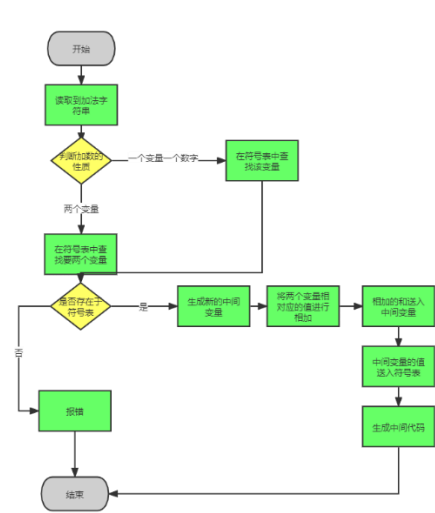 开始
读取到加法字
符串
判断加数的
性质
一个变量一个数字
在符号表中查
找该变量
两个变量
在符号表中查
找要两个变量
是否存在于
符号表
是
生成新的中间
变量
将两个变量相
对应的值进行
相加
相加的和送入
中间变量
否
中间变量的值
送入符号表
报错
生成中间代码
结束